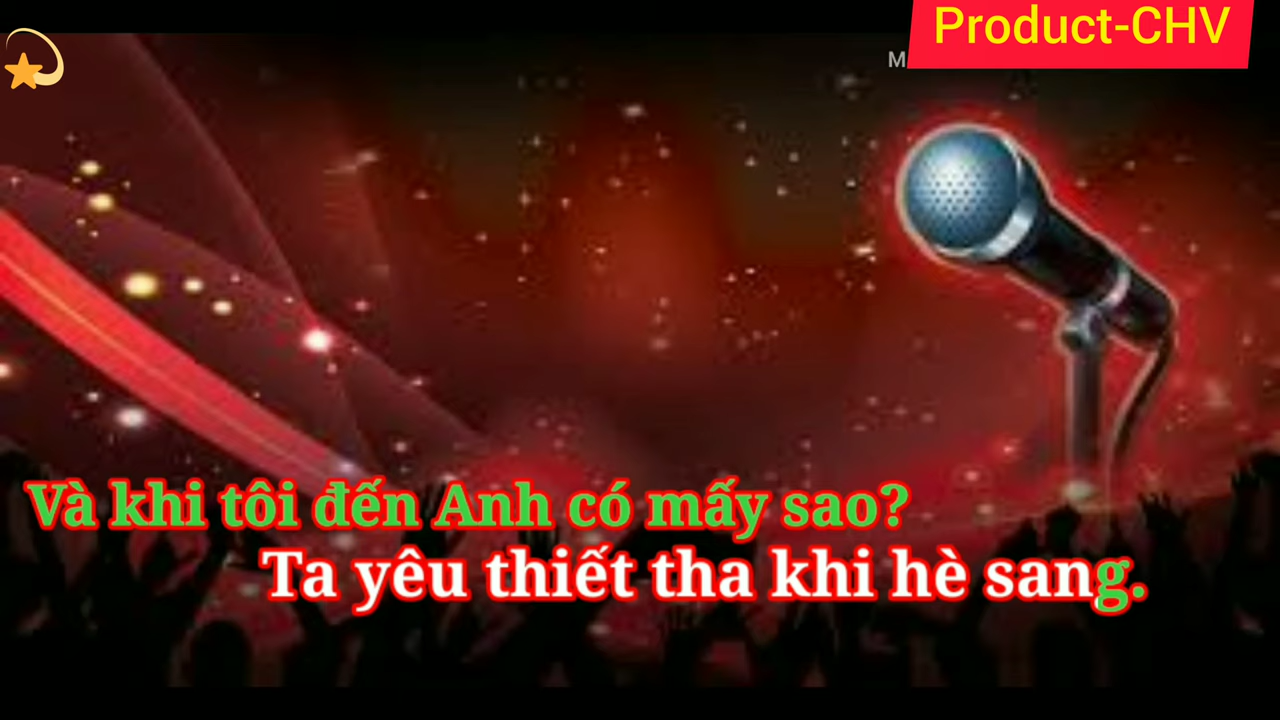 Product-CHV
M
Và khi tôi đến Anh có mấy sao?
Ta yêu thiết tha khi hè sang.